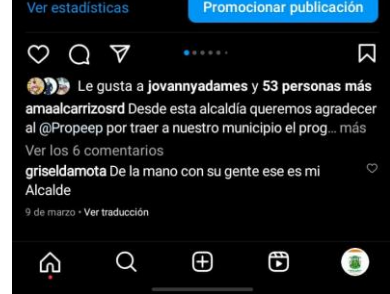 Ver estadísticas
Promocionar publicación
Le gusta a jovannyadames y 53 personas más
amaalcarrizosrd Desde esta alcaldía queremos agradecer
al @Propeep por traer a nuestro municipio el prog... más
Ver los 6 comentarios
griseldamota De la mano con su gente ese es mi
Alcalde
9 de marzo • Ver traducción